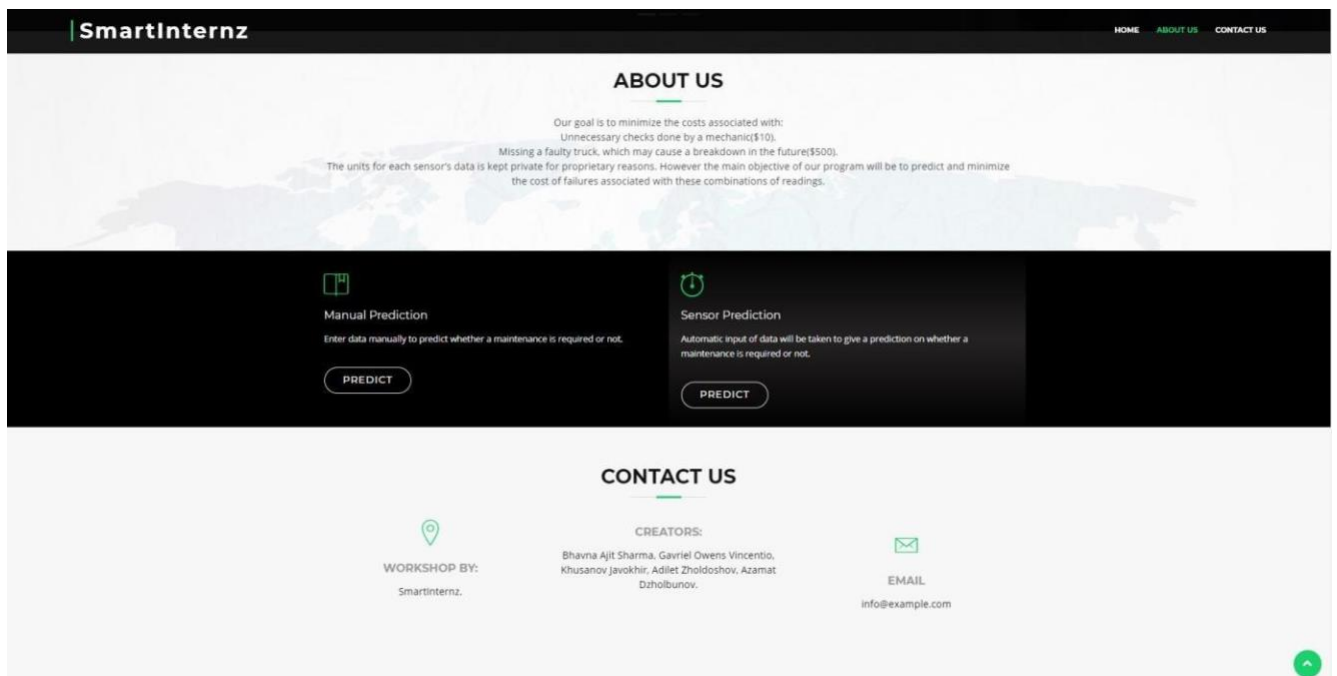 SmartInternz
HOME ABOUT US CONTACT US
ABOUT US
Our goal is to minimize the costs associated with:
Unnecessary checks done by a mechanic($10).
Missing a faulty truck, which may cause a breakdown in the future($500).
The units for each sensor's data is kept private for proprietary reasons. However the main objective of our program will be to predict and minimize
the cost of failures associated with these combinations of readings.
Manual Prediction
Enter data manually to predict whether a maintenance is required or not.
PREDICT
Sensor Prediction
Automatic input of data will be taken to give a prediction on whether a
maintenance is required or not.
PREDICT
CONTACT US
WORKSHOP BY:
SmartInternz.
CREATORS:
Bhavna Ajit Sharma, Gavriel Owens Vincentio,
Khusanov Javokhir, Adilet Zholdoshov, Azamat
Dzholbunov.
EMAIL
info@example.com